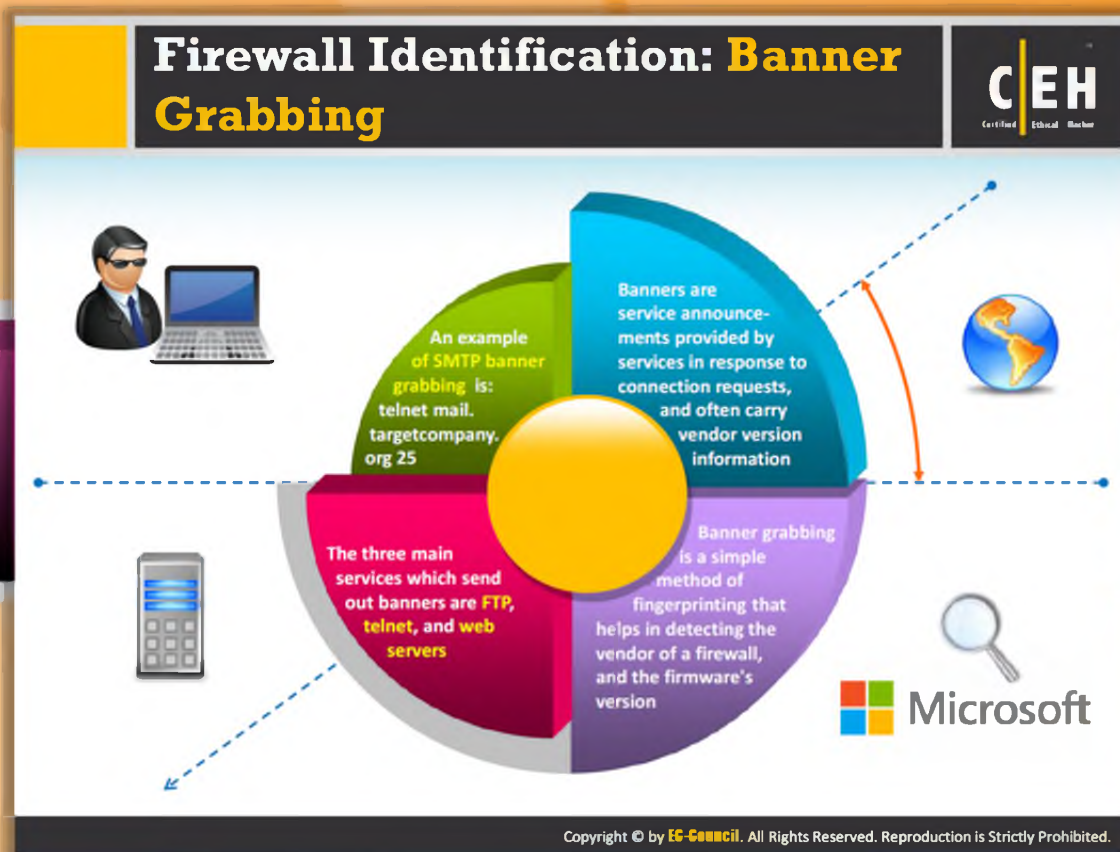 Firewall Identification: Banner
Grabbing
CEH
Certified Ethical Hacker
An example
of SMTP banner
grabbing is:
telnet mail.
targetcompany.
org 25
Banners are
service announce-
ments provided by
services in response to
connection requests,
and often carry
vendor version
information
The three main
services which send
out banners are FTP,
telnet, and web
servers
Banner grabbing
is a simple
method of
fingerprinting that
helps in detecting the
vendor of a firewall,
and the firmware's
version
Microsoft
Copyright © by EC-Council. All Rights Reserved. Reproduction is Strictly Prohibited.